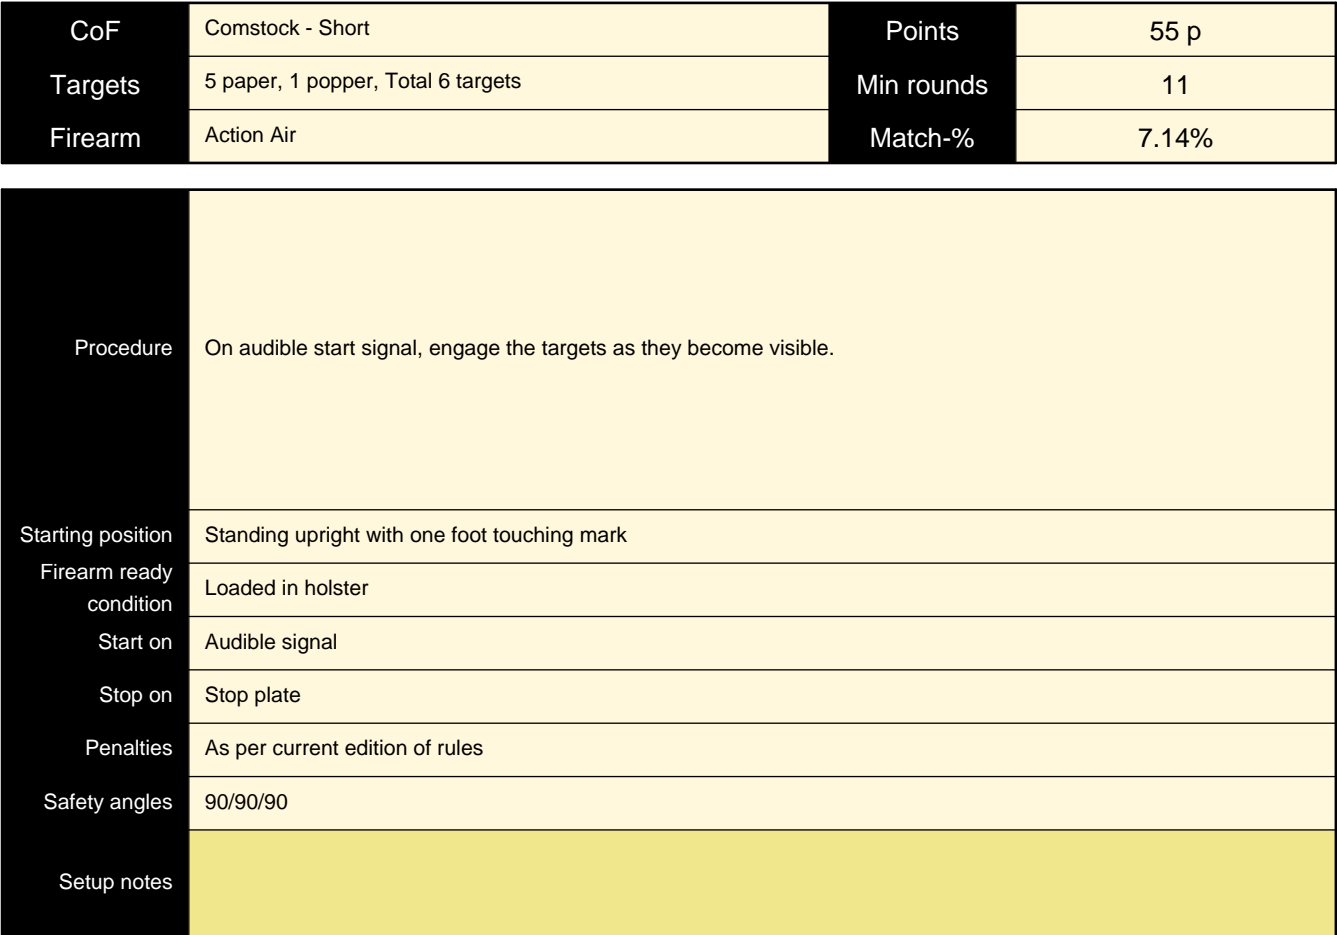 CoF Comstock - Short Points 55 p
Targets 5 paper, 1 popper, Total 6 targets Min rounds 11
Firearm Action Air Match-% 7.14%
Procedure On audible start signal, engage the targets as they become visible.
Starting position Standing upright with one foot touching mark
Firearm ready
condition Loaded in holster
Start on Audible signal
Stop on Stop plate
Penalties As per current edition of rules
Safety angles 90/90/90
Setup notes